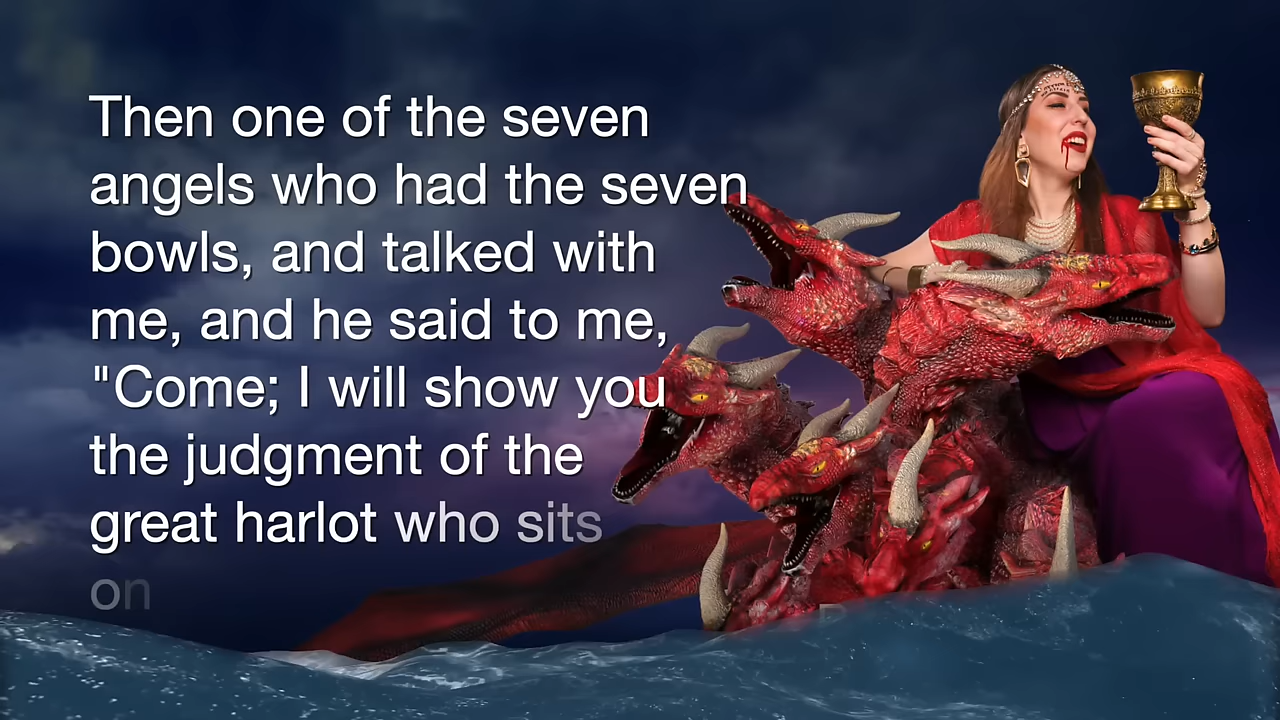 Then one of the seven
angels who had the seven
bowls, and talked with
me, and he said to me,
"Come; I will show you
the judgment of the
great harlot who sits
on